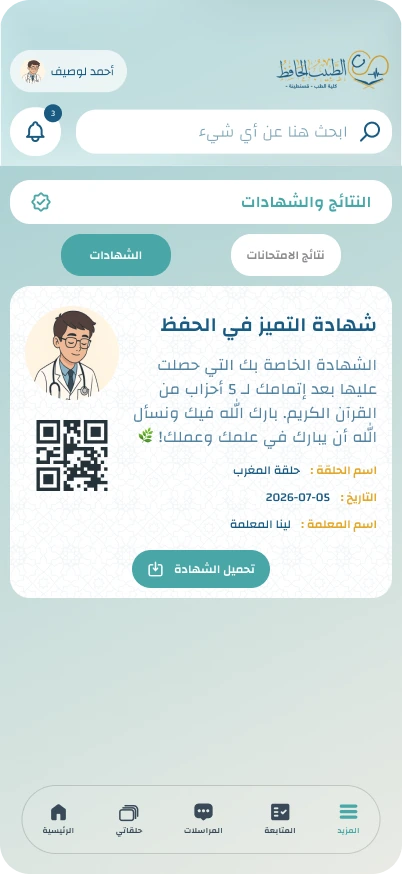 الطبيب الحافظ
- كلية الطب - قسنطينة -
أحمد لوصيف
3
ابحث هنا عن أي شيء
النتائج والشهادات
نتائج الامتحانات
الشهادات
شهادة التميز في الحفظ
الشهادة الخاصة بك التي حصلت
عليها بعد إتمامك لـ 5 أحزاب من
القرآن الكريم. بارك الله فيك ونسأل
الله أن يبارك في علمك وعملك! 🌿
اسم الحلقة : حلقة المغرب
التاريخ : 05-07-2026
اسم المعلمة : لينا المعلمة
تحميل الشهادة
المزيد
المتابعة
المراسلات
حلقاتي
الرئيسية